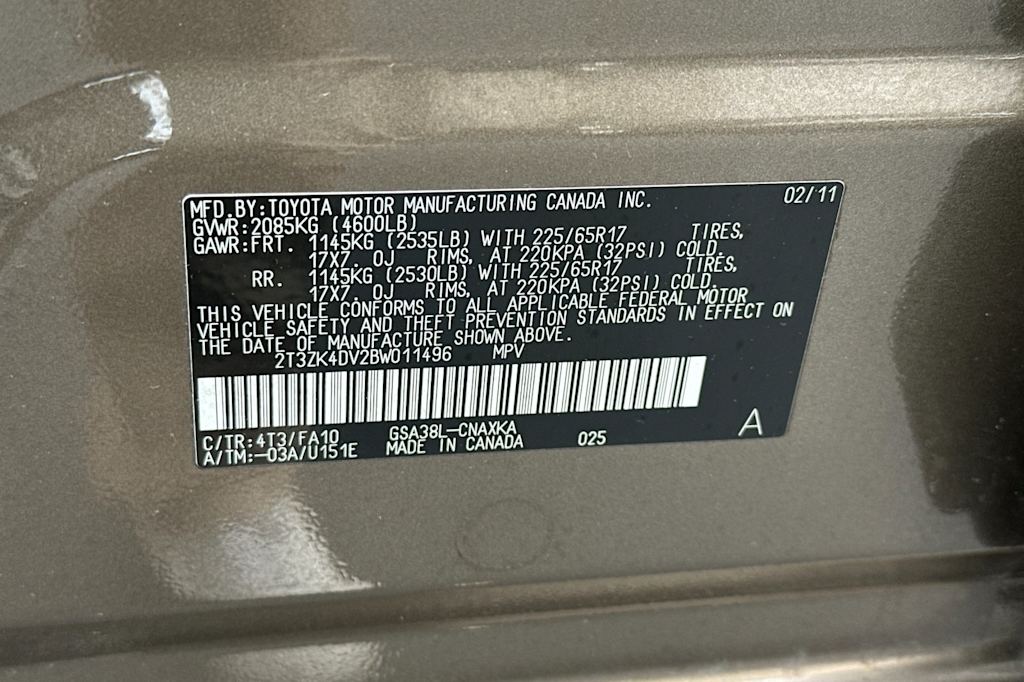 MFD.BY:TOYOTA MOTOR MANUFACTURING CANADA INC. 02/11
GVWR:2085KG (4600LB)
GAWR:FRT. 1145KG (2535LB) WITH 225/65R17 TIRES,
17X7.0J RIMS, AT 220KPA (32PSI) COLD.
RR. 1145KG (2530LB) WITH 225/65R17 TIRES,
17X7.0J RIMS, AT 220KPA (32PSI) COLD.
THIS VEHICLE CONFORMS TO ALL APPLICABLE FEDERAL MOTOR
VEHICLE SAFETY AND THEFT PREVENTION STANDARDS IN EFFECT ON
THE DATE OF MANUFACTURE SHOWN ABOVE.
2T3ZK4DV2BW011496 MPV
C/TR:4T3/FA10 GSA38L-CNAXKA
A/TM:-03A/U151E MADE IN CANADA 025 A